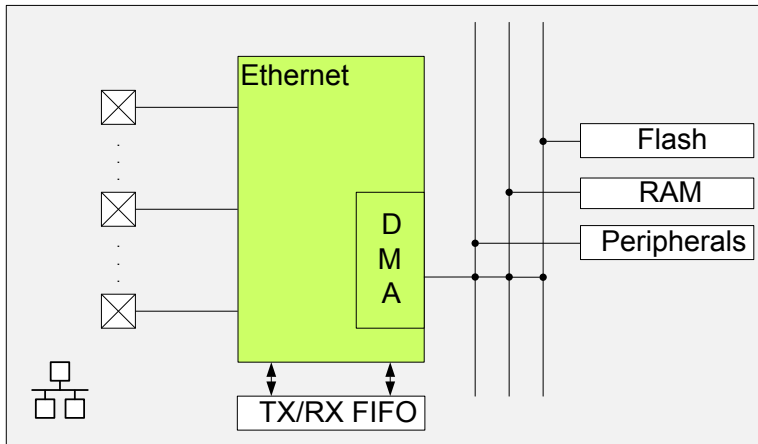 Ethernet
Flash
RAM
D
M
A
Peripherals
TX/RX FIFO